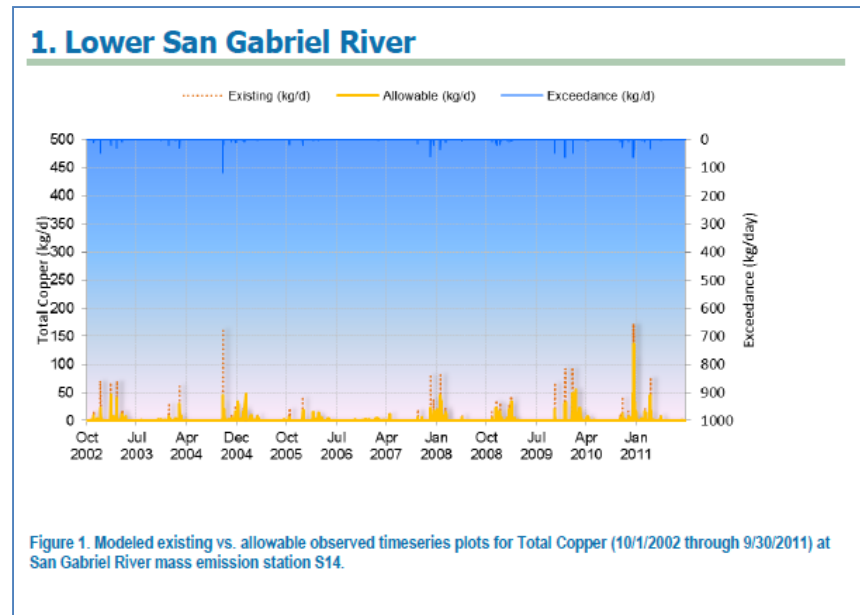 1. Lower San Gabriel River
Existing (kg/d) Allowable (kg/d) Exceedance (kg/d)
Total Copper (kg/d)
500
450
400
350
300
250
200
150
100
50
0
0
100
200
300
400
500
600
700
800
900
1000
Exceedance (kg/day)
Oct Jul Apr Dec Oct Jul Apr Jan Oct Jul Apr Jan
2002 2003 2004 2004 2005 2006 2007 2008 2008 2009 2010 2011
Figure 1. Modeled existing vs. allowable observed timeseries plots for Total Copper (10/1/2002 through 9/30/2011) at
San Gabriel River mass emission station S14.